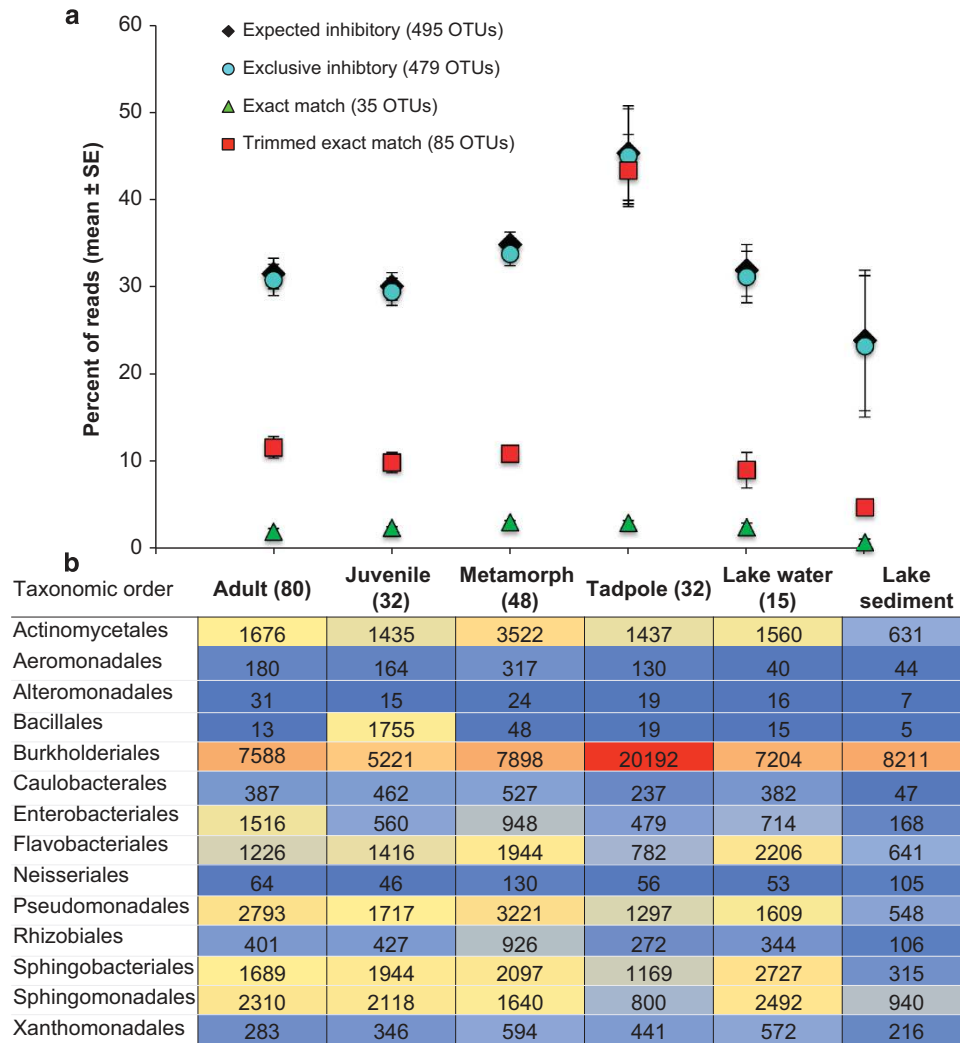 a
60
50
40
30
20
10
0
Percent of reads (mean ± SE)
Expected inhibitory (495 OTUs)
Exclusive inhibtory (479 OTUs)
Exact match (35 OTUs)
Trimmed exact match (85 OTUs)
b
Taxonomic order Adult (80) Juvenile (32) Metamorph (48) Tadpole (32) Lake water (15) Lake sediment
Actinomycetales 1676 1435 3522 1437 1560 631
Aeromonadales 180 164 317 130 40 44
Alteromonadales 31 15 24 19 16 7
Bacillales 13 1755 48 19 15 5
Burkholderiales 7588 5221 7898 20192 7204 8211
Caulobacterales 387 462 527 237 382 47
Enterobacteriales 1516 560 948 479 714 168
Flavobacteriales 1226 1416 1944 782 2206 641
Neisseriales 64 46 130 56 53 105
Pseudomonadales 2793 1717 3221 1297 1609 548
Rhizobiales 401 427 926 272 344 106
Sphingobacteriales 1689 1944 2097 1169 2727 315
Sphingomonadales 2310 2118 1640 800 2492 940
Xanthomonadales 283 346 594 441 572 216